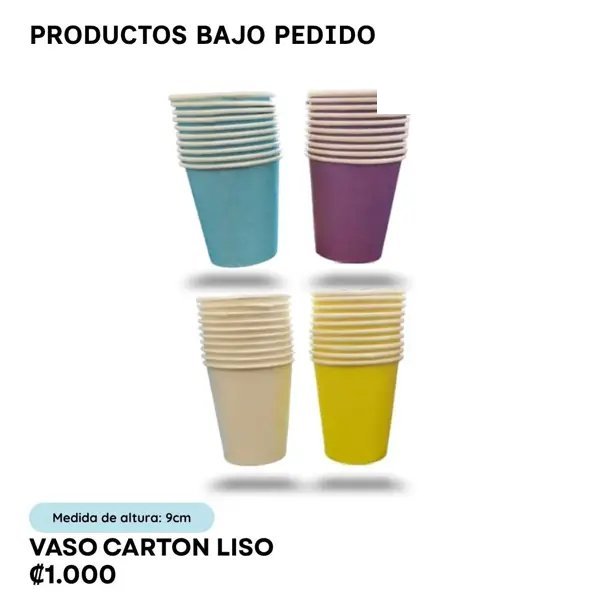 PRODUCTOS BAJO PEDIDO
Medida de altura: 9cm
VASO CARTON LISO
₡1.000